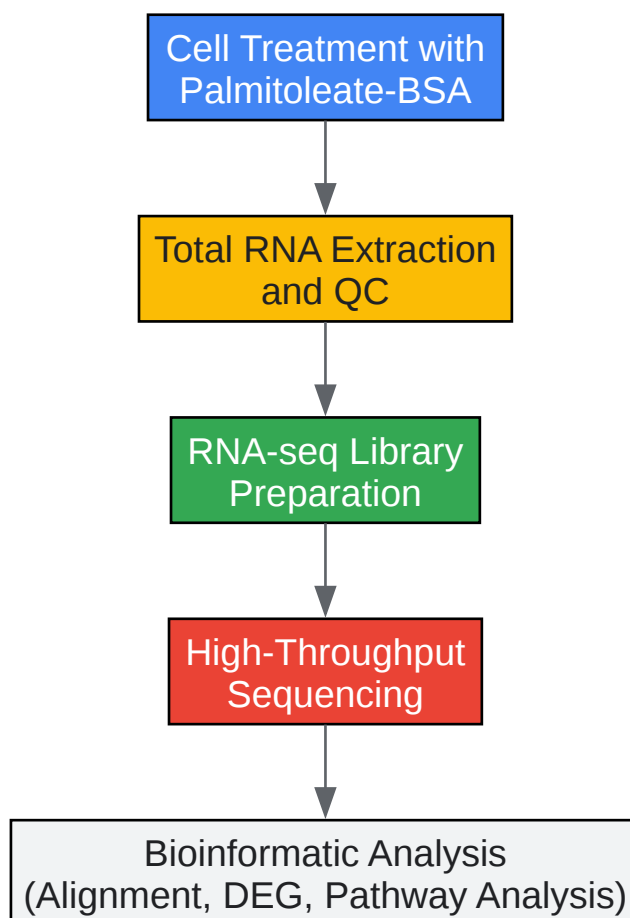 Cell Treatment with
Palmitoleate-BSA
Total RNA Extraction
and QC
RNA-seq Library
Preparation
High-Throughput
Sequencing
Bioinformatic Analysis
(Alignment, DEG, Pathway Analysis)